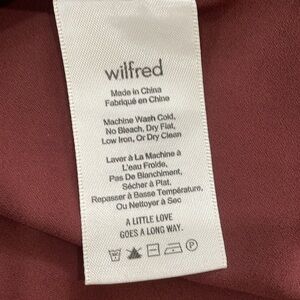 wilfred
Made in China
Fabriqué en Chine
Machine Wash Cold,
No Bleach, Dry Flat,
Low Iron, Or Dry Clean
Laver à La Machine à
L'eau Froide,
Pas De Blanchiment,
Sécher à Plat,
Repasser à Basse Température,
Ou Nettoyer à Sec
A LITTLE LOVE
GOES A LONG WAY.